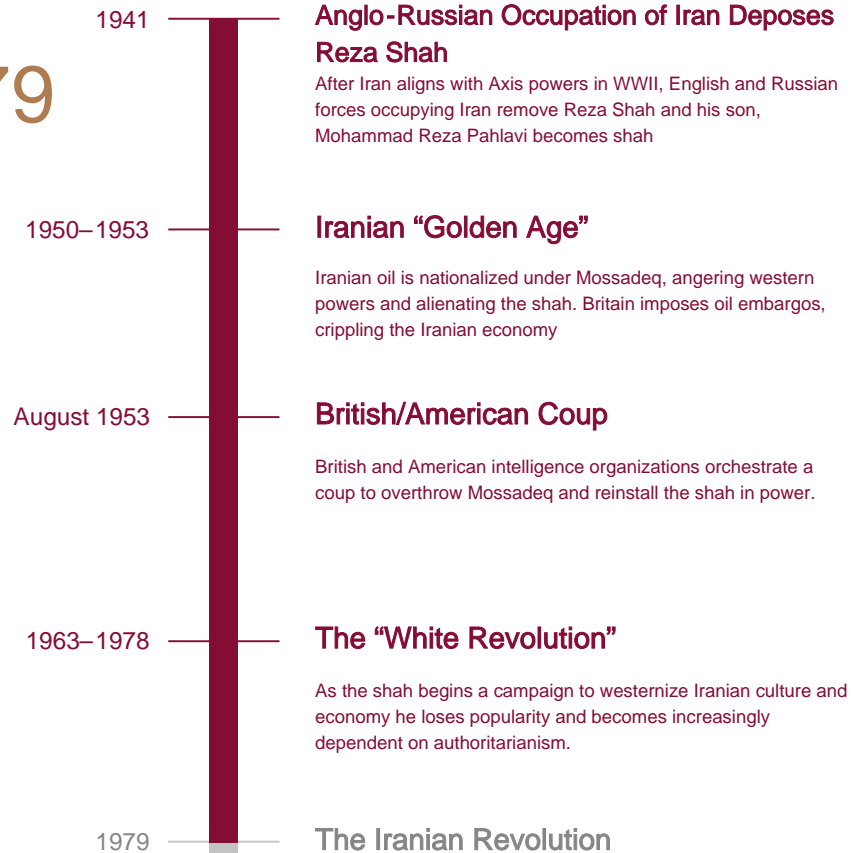 79
1941
Anglo-Russian Occupation of Iran Deposes
Reza Shah
After Iran aligns with Axis powers in WWII, English and Russian
forces occupying Iran remove Reza Shah and his son,
Mohammad Reza Pahlavi becomes shah
1950–1953
Iranian “Golden Age”
Iranian oil is nationalized under Mossadeq, angering western
powers and alienating the shah. Britain imposes oil embargos,
crippling the Iranian economy
August 1953
British/American Coup
British and American intelligence organizations orchestrate a
coup to overthrow Mossadeq and reinstall the shah in power.
1963–1978
The “White Revolution”
As the shah begins a campaign to westernize Iranian culture and
economy he loses popularity and becomes increasingly
dependent on authoritarianism.
1979
The Iranian Revolution